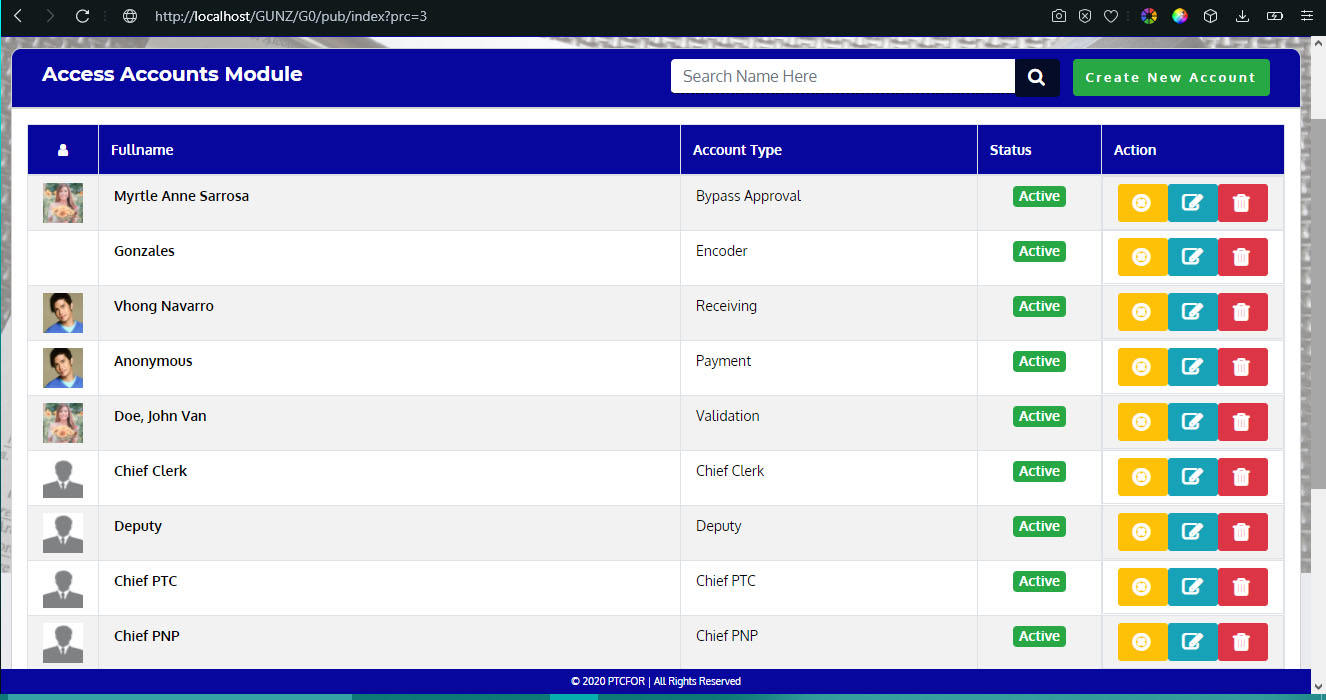 http://localhost/GUNZ/G0/pub/index?prc=3
Access Accounts Module
Search Name Here
Create New Account
Fullname Account Type Status Action
Myrtle Anne Sarrosa Bypass Approval Active
Gonzales Encoder Active
Vhong Navarro Receiving Active
Anonymous Payment Active
Doe, John Van Validation Active
Chief Clerk Chief Clerk Active
Deputy Deputy Active
Chief PTC Chief PTC Active
Chief PNP Chief PNP Active
© 2020 PTCFOR | All Rights Reserved